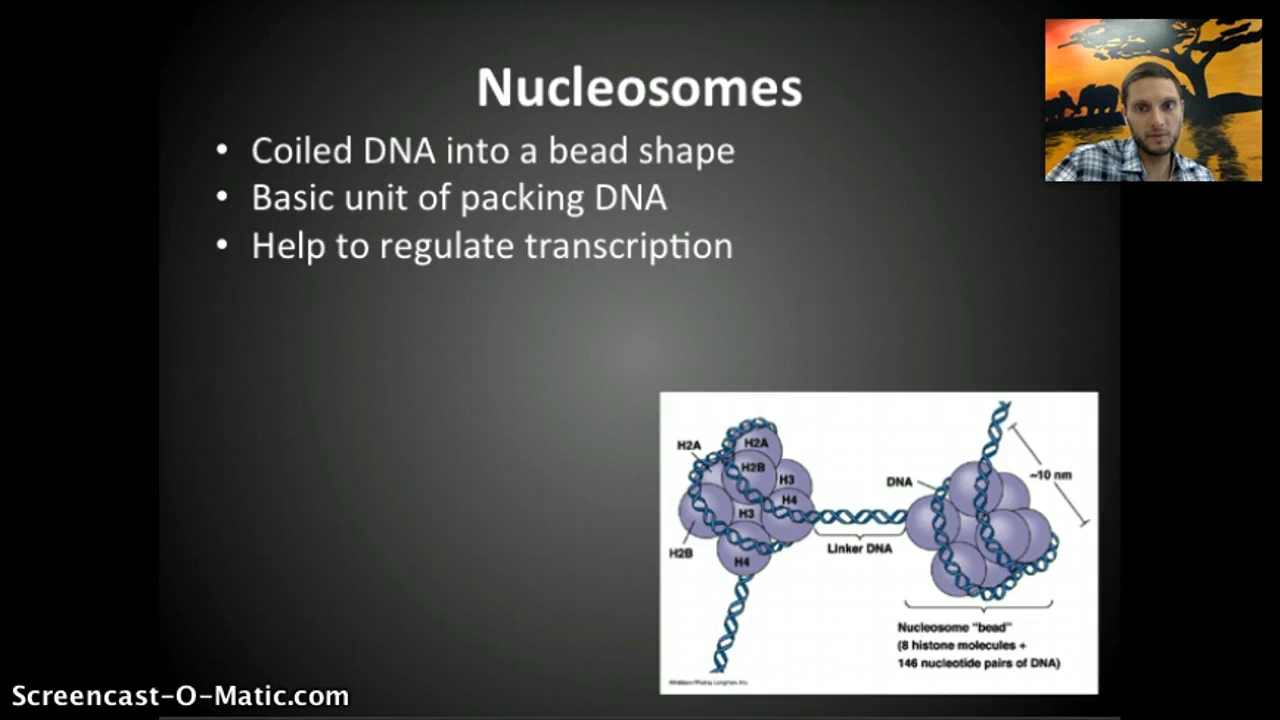 Nucleosomes
• Coiled DNA into a bead shape
• Basic unit of packing DNA
• Help to regulate transcription
H2A
H2A
H2B
H3
H4
H3
H2B
H4
Linker DNA
DNA
~10 nm
Nucleosome "bead"
(8 histone molecules +
146 nucleotide pairs of DNA)
Screencast-O-Matic.com